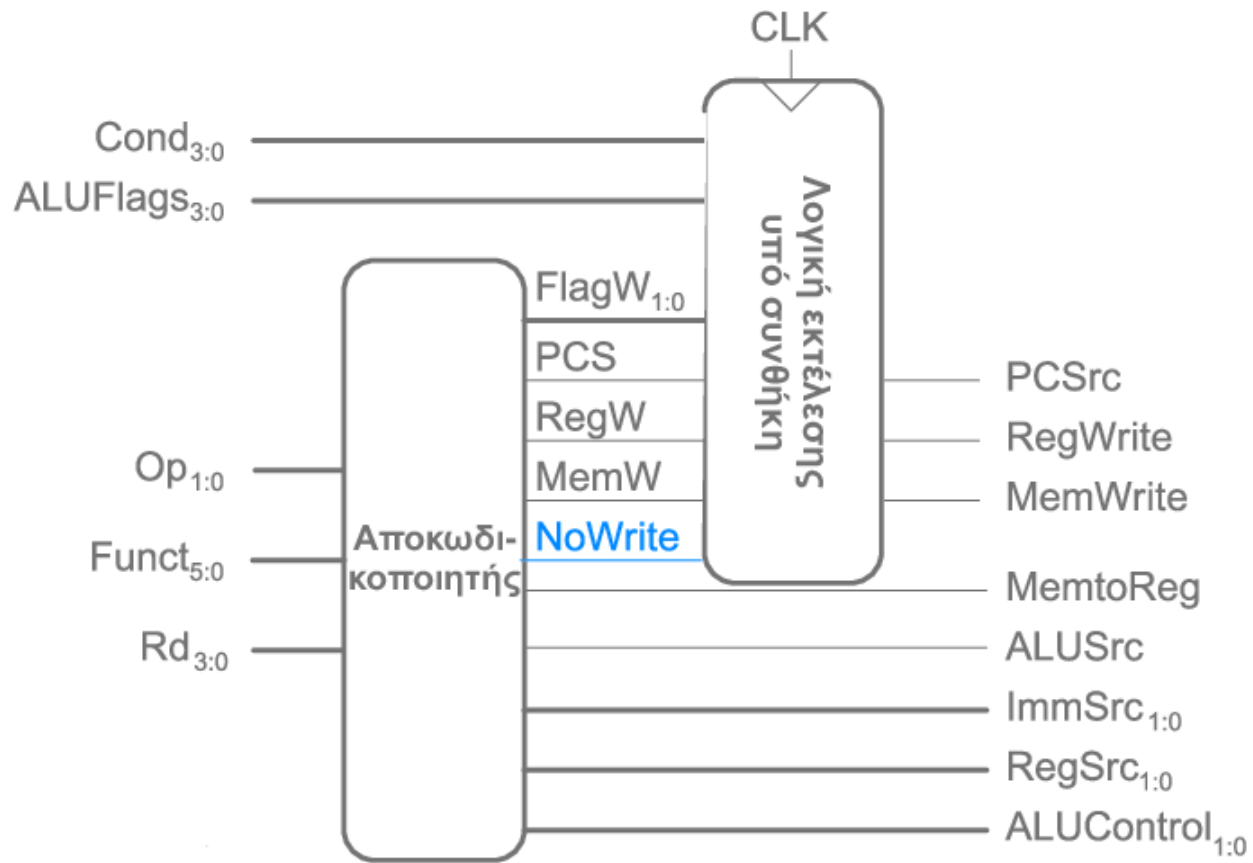 CLK
Cond3:0
ALUFlags3:0
Λογική εκτέλεσης
υπό συνθήκη
FlagW1:0
PCS
PCSrc
RegW
RegWrite
Op1:0
MemW
MemWrite
Funct5:0
Αποκωδι-
κοποιητής
NoWrite
MemtoReg
Rd3:0
ALUSrc
ImmSrc1:0
RegSrc1:0
ALUControl1:0